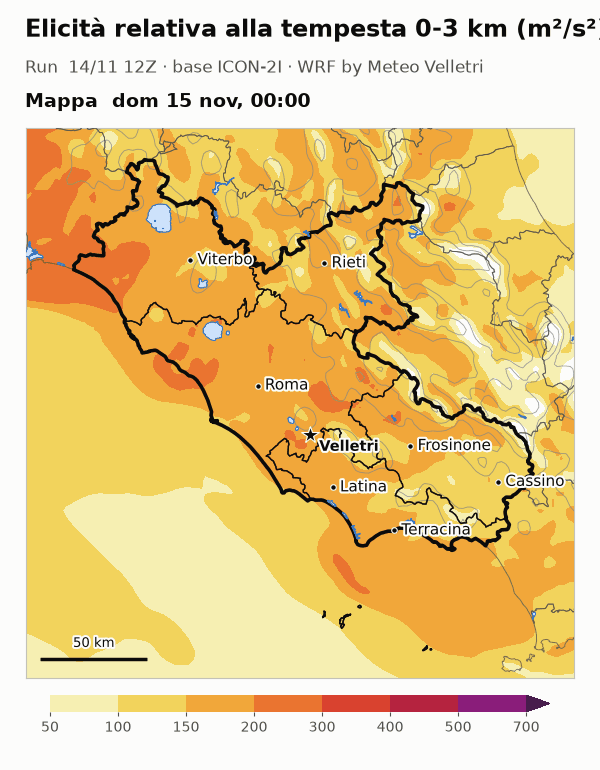 Elicità relativa alla tempesta 0-3 km (m²/s²)
Run  14/11 12Z · base ICON-2I · WRF by Meteo Velletri
Mappa  dom 15 nov, 00:00
Viterbo
Rieti
Roma
Velletri
Frosinone
Cassino
Latina
Terracina
50 km
50 100 150 200 300 400 500 700